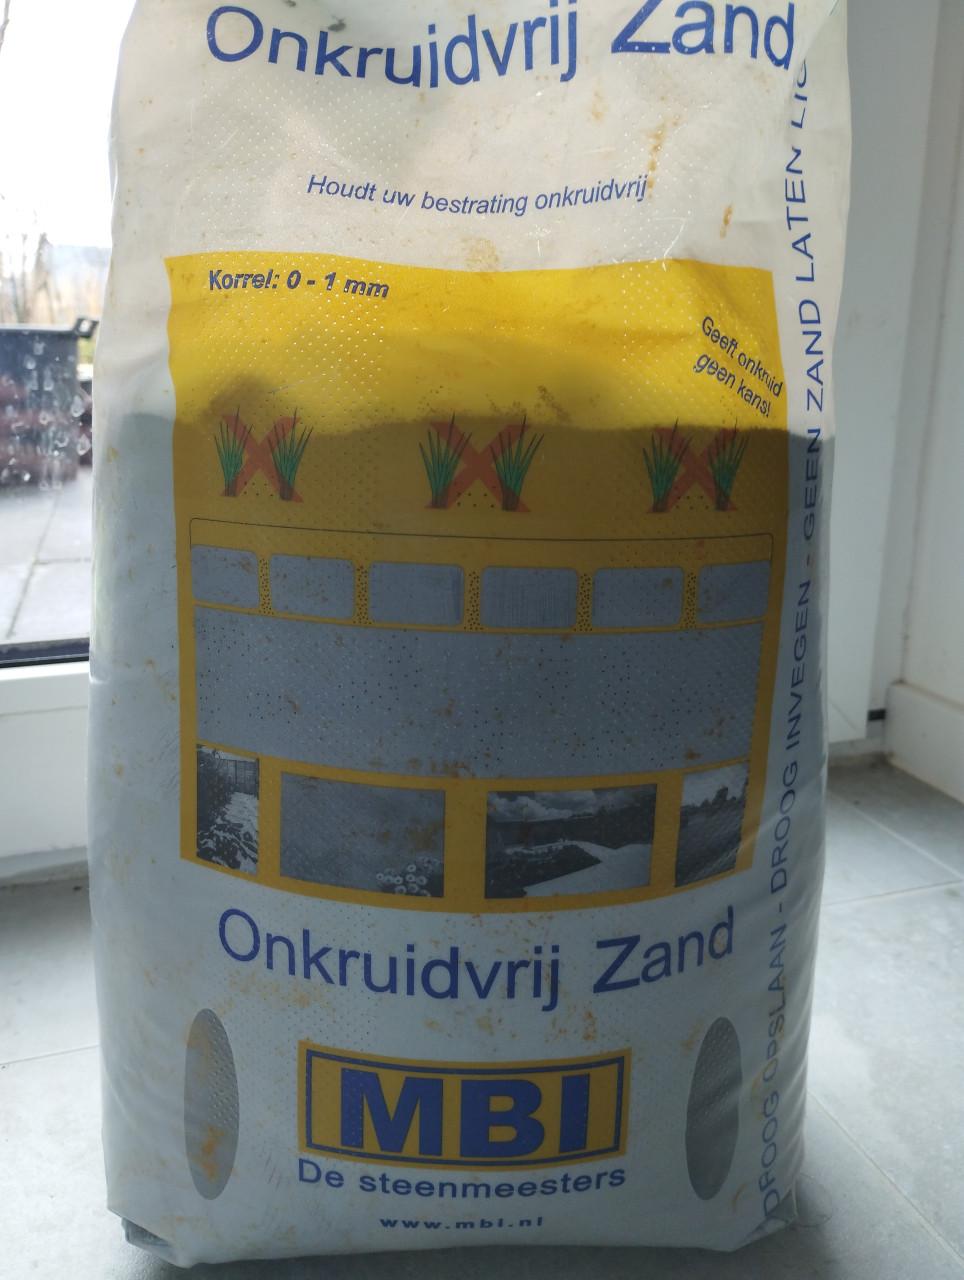 Onkruidvrij Zand
Houdt uw bestrating onkruidvrij
Korrel: 0 - 1 mm
Geeft onkruid
geen kans!
Onkruidvrij Zand
MBI
De steenmeesters
www.mbi.nl
DROOG OPSLAAN - DROOG INVEGEN - GEEN ZAND LATEN